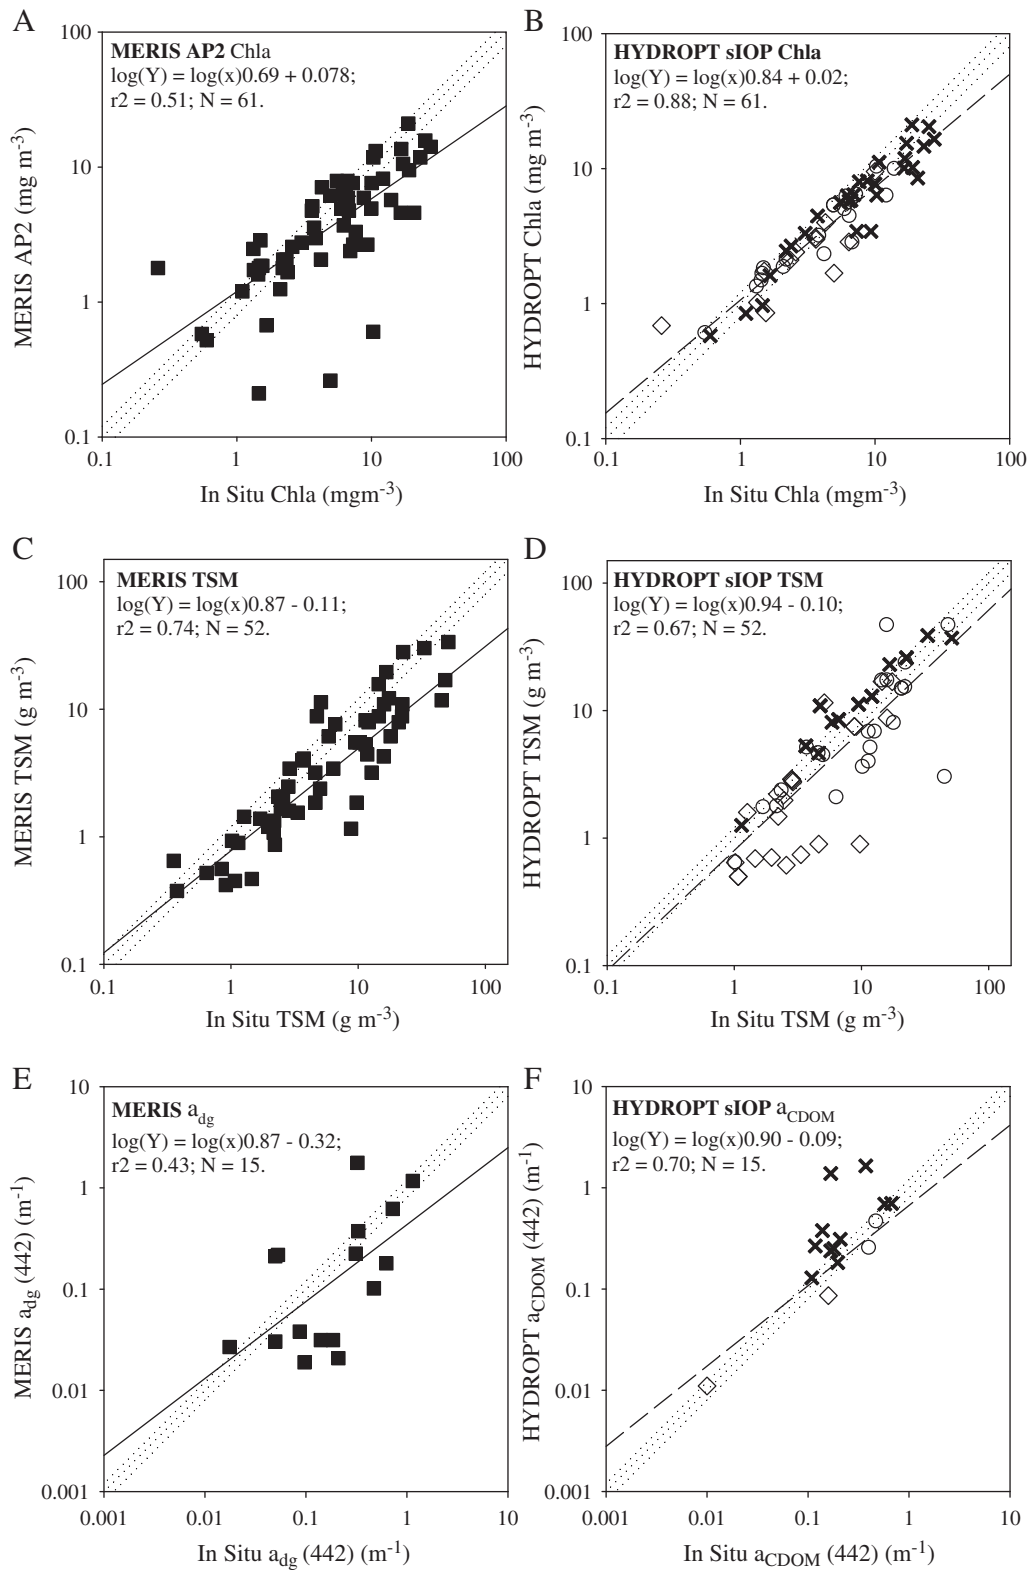 A
MERIS AP2 Chla
log(Y) = log(x)0.69 + 0.078;
r2 = 0.51; N = 61.
MERIS AP2 (mg m-3)
100
10
1
0.1
0.1
1
10
100
In Situ Chla (mgm-3)
B
HYDROPT sIOP Chla
log(Y) = log(x)0.84 + 0.02;
r2 = 0.88; N = 61.
HYDROPT Chla (mg m-3)
100
10
1
0.1
0.1
1
10
100
In Situ Chla (mgm-3)
C
MERIS TSM
log(Y) = log(x)0.87 - 0.11;
r2 = 0.74; N = 52.
MERIS TSM (g m-3)
100
10
1
0.1
0.1
1
10
100
In Situ TSM (g m-3)
D
HYDROPT sIOP TSM
log(Y) = log(x)0.94 - 0.10;
r2 = 0.67; N = 52.
HYDROPT TSM (g m-3)
100
10
1
0.1
0.1
1
10
100
In Situ TSM (g m-3)
E
MERIS adg
log(Y) = log(x)0.87 - 0.32;
r2 = 0.43; N = 15.
MERIS adg (442) (m-1)
10
1
0.1
0.01
0.001
0.001
0.01
0.1
1
10
In Situ adg (442) (m-1)
F
HYDROPT sIOP aCDOM
log(Y) = log(x)0.90 - 0.09;
r2 = 0.70; N = 15.
HYDROPT aCDOM (442) (m-1)
10
1
0.1
0.01
0.001
0.001
0.01
0.1
1
10
In Situ aCDOM (442) (m-1)